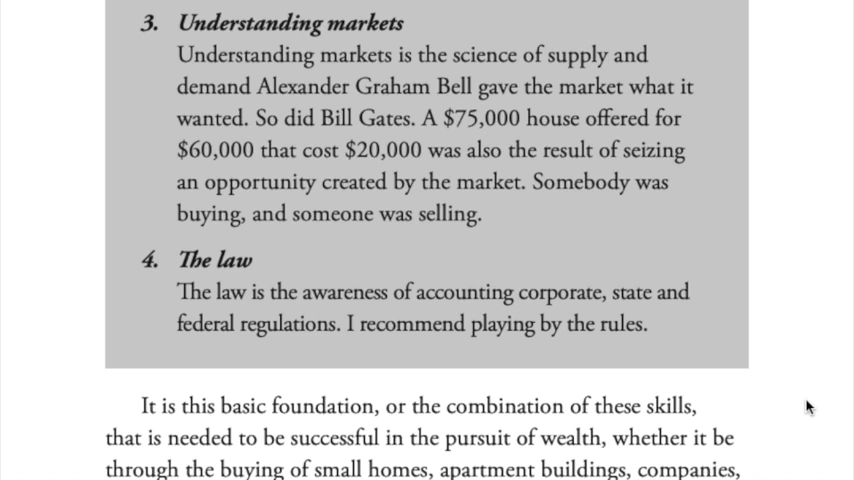 3. Understanding markets
Understanding markets is the science of supply and
demand Alexander Graham Bell gave the market what it
wanted. So did Bill Gates. A $75,000 house offered for
$60,000 that cost $20,000 was also the result of seizing
an opportunity created by the market. Somebody was
buying, and someone was selling.
4. The law
The law is the awareness of accounting corporate, state and
federal regulations. I recommend playing by the rules.
It is this basic foundation, or the combination of these skills,
that is needed to be successful in the pursuit of wealth, whether it be
through the buying of small homes, apartment buildings, companies,